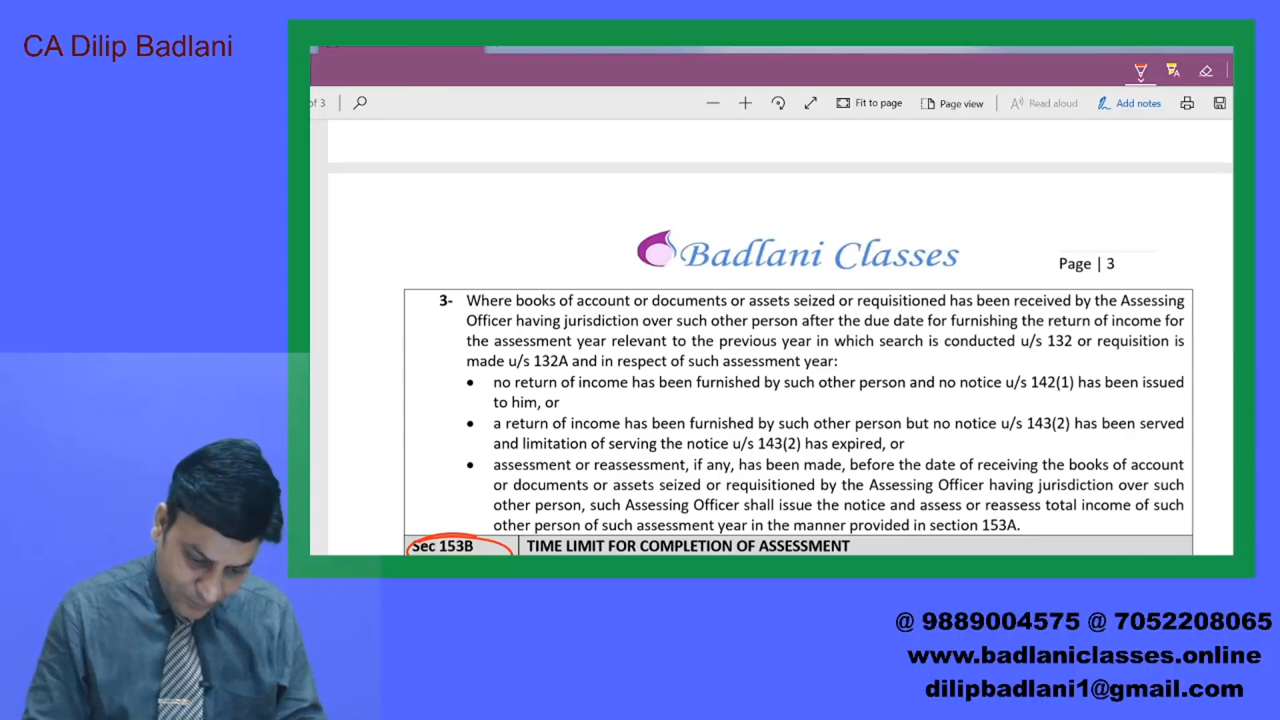 CA Dilip Badlani
of 3
Fit to page
Page view
Read aloud
Add notes
Badlani Classes
Page | 3
3- Where books of account or documents or assets seized or requisitioned has been received by the Assessing
Officer having jurisdiction over such other person after the due date for furnishing the return of income for
the assessment year relevant to the previous year in which search is conducted u/s 132 or requisition is
made u/s 132A and in respect of such assessment year:
• no return of income has been furnished by such other person and no notice u/s 142(1) has been issued
to him, or
• a return of income has been furnished by such other person but no notice u/s 143(2) has been served
and limitation of serving the notice u/s 143(2) has expired, or
• assessment or reassessment, if any, has been made, before the date of receiving the books of account
or documents or assets seized or requisitioned by the Assessing Officer having jurisdiction over such
other person, such Assessing Officer shall issue the notice and assess or reassess total income of such
other person of such assessment year in the manner provided in section 153A.
Sec 153B TIME LIMIT FOR COMPLETION OF ASSESSMENT
@ 9889004575 @ 7052208065
www.badlaniclasses.online
dilipbadlani1@gmail.com